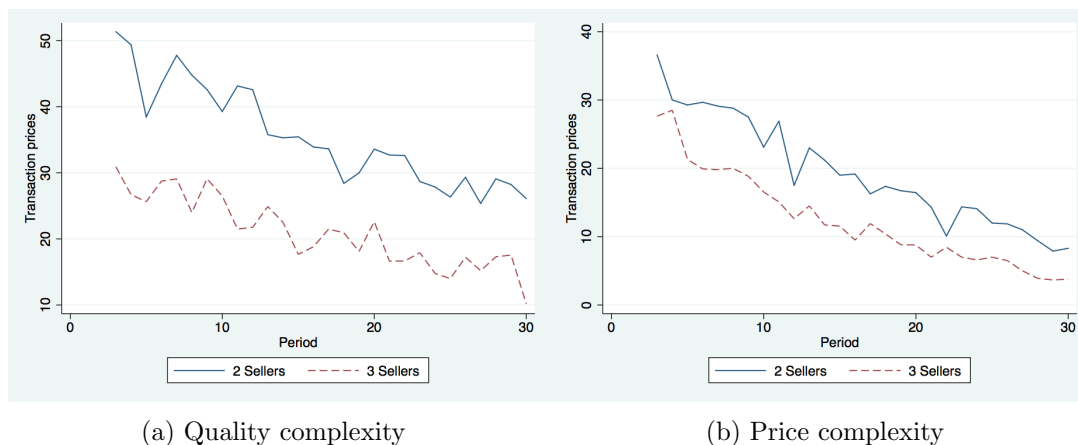 Transaction prices
50
40
30
20
10
0 10 20 30
Period
2 Sellers 3 Sellers
(a) Quality complexity
Transaction prices
40
30
20
10
0
0 10 20 30
Period
2 Sellers 3 Sellers
(b) Price complexity